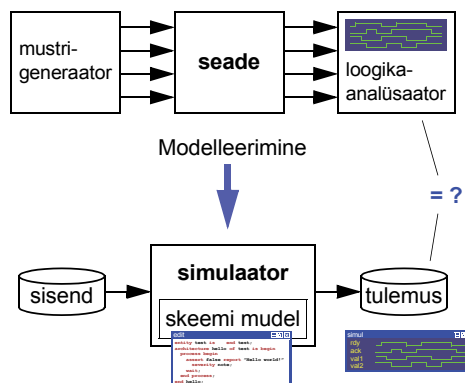 mustri-
generaator
seade
loogika-
analüsaator
Modelleerimine
= ?
simulaator
sisend
skeemi mudel
tulemus
edit
entity test is    end test;
architecture hello of test is begin
process begin
assert false report "Hello world!"
severity note;
wait;
end process;
end hello;
simul
rdy
ack
val1
val2